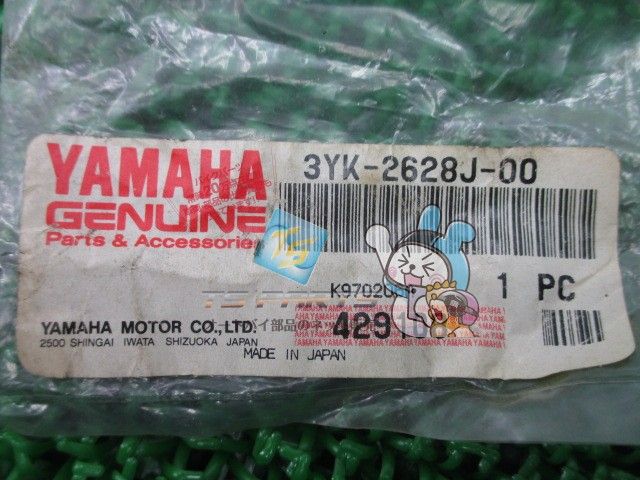 YAMAHA
GENUINE
Parts & Accessories
3YK-2628J-00
1 PC
429
YAMAHA MOTOR CO.,LTD.
2500 SHINGAI IWATA SHIZUOKA JAPAN
MADE IN JAPAN